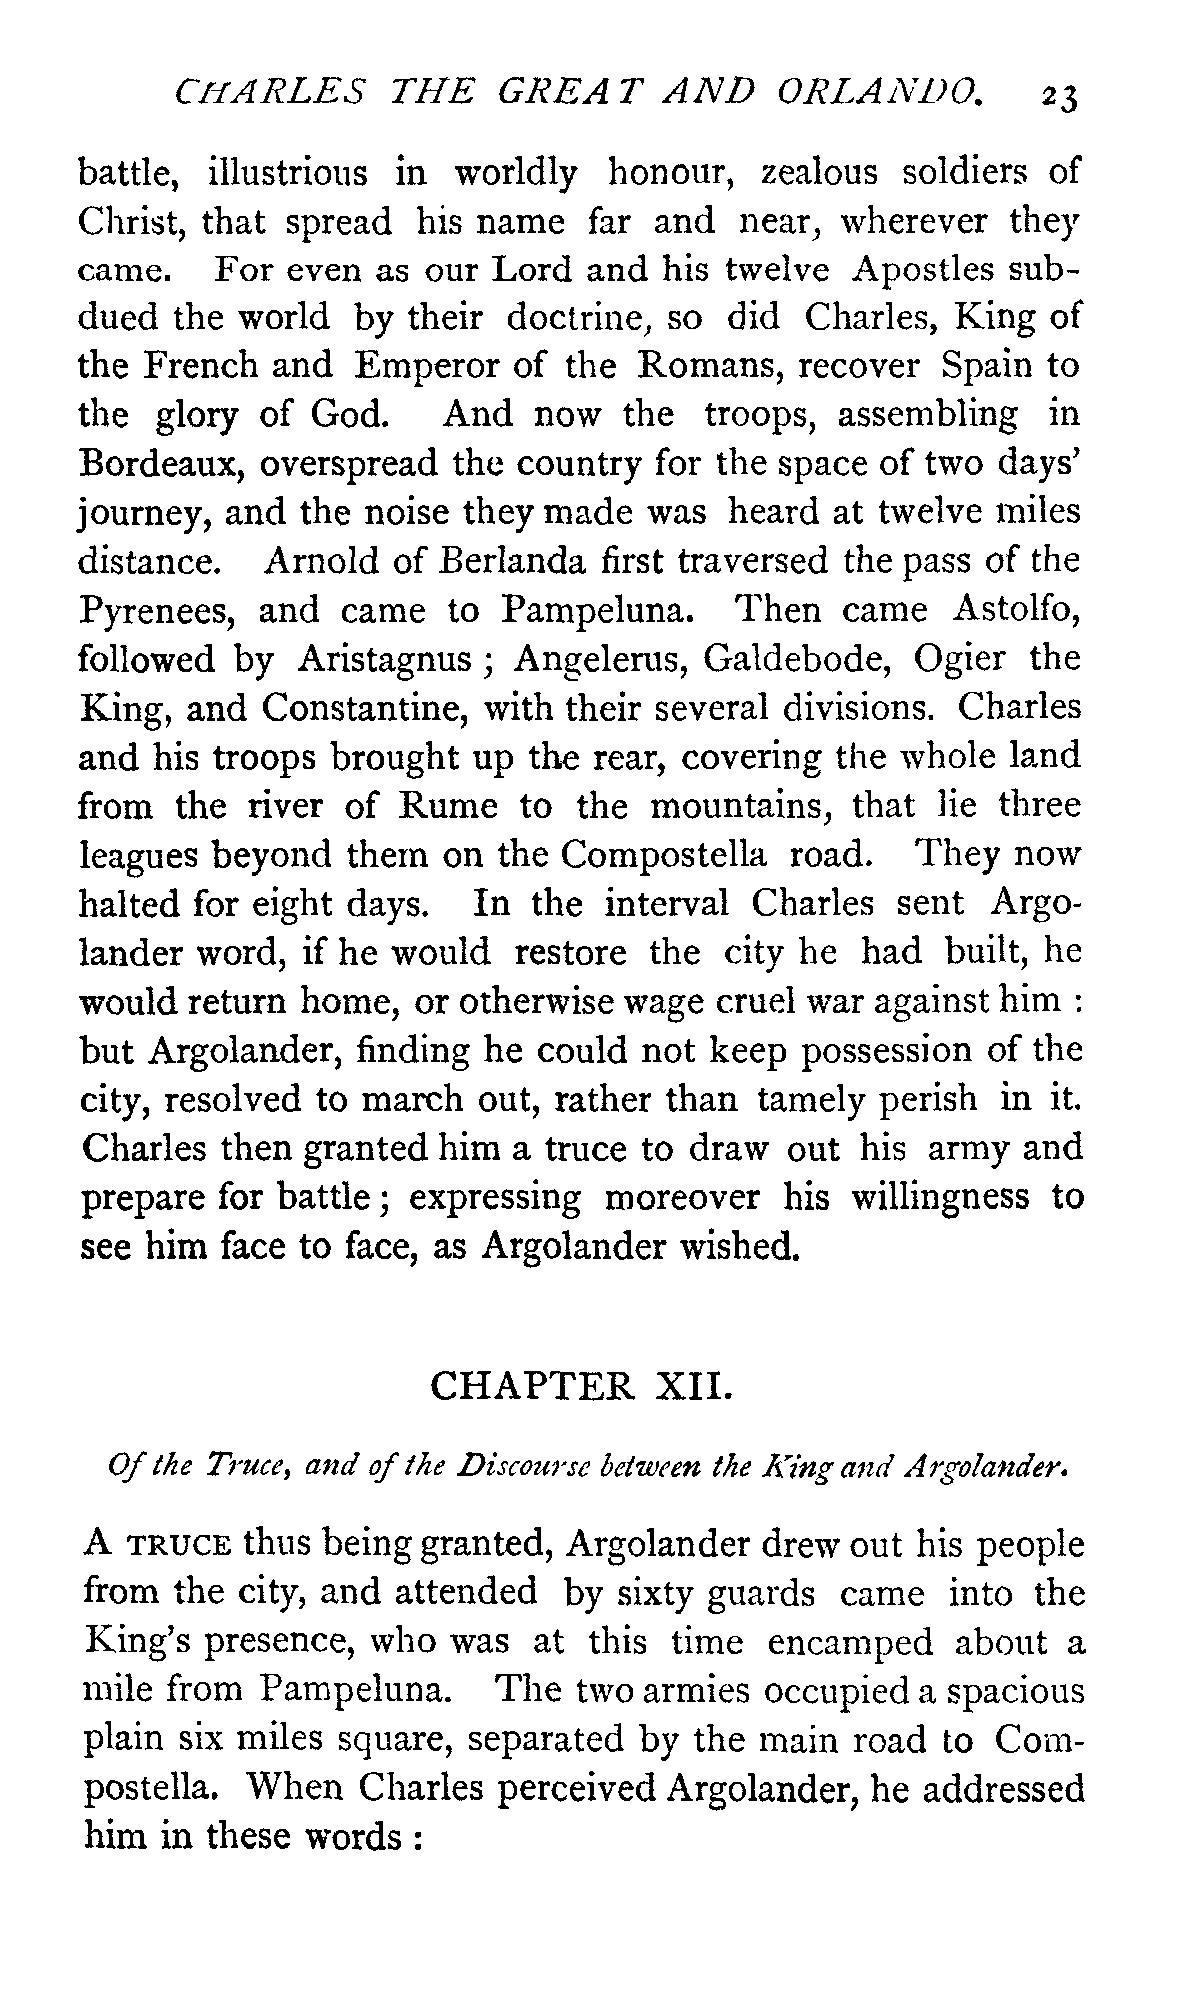 CHARLES THE GREAT AND ORLANDO. 23
battle, illustrious in worldly honour, zealous soldiers of
Christ, that spread his name far and near, wherever they
came. For even as our Lord and his twelve Apostles sub-
dued the world by their doctrine, so did Charles, King of
the French and Emperor of the Romans, recover Spain to
the glory of God. And now the troops, assembling in
Bordeaux, overspread the country for the space of two days'
journey, and the noise they made was heard at twelve miles
distance. Arnold of Berlanda first traversed the pass of the
Pyrenees, and came to Pampeluna. Then came Astolfo,
followed by Aristagnus ; Angelerus, Galdebode, Ogier the
King, and Constantine, with their several divisions. Charles
and his troops brought up the rear, covering the whole land
from the river of Rume to the mountains, that lie three
leagues beyond them on the Compostella road. They now
halted for eight days. In the interval Charles sent Argo-
lander word, if he would restore the city he had built, he
would return home, or otherwise wage cruel war against him :
but Argolander, finding he could not keep possession of the
city, resolved to march out, rather than tamely perish in it.
Charles then granted him a truce to draw out his army and
prepare for battle ; expressing moreover his willingness to
see him face to face, as Argolander wished.
CHAPTER XII.
Of the Truce, and of the Discourse between the King and Argolander.
A TRUCE thus being granted, Argolander drew out his people
from the city, and attended by sixty guards came into the
King's presence, who was at this time encamped about a
mile from Pampeluna. The two armies occupied a spacious
plain six miles square, separated by the main road to Com-
postella. When Charles perceived Argolander, he addressed
him in these words :